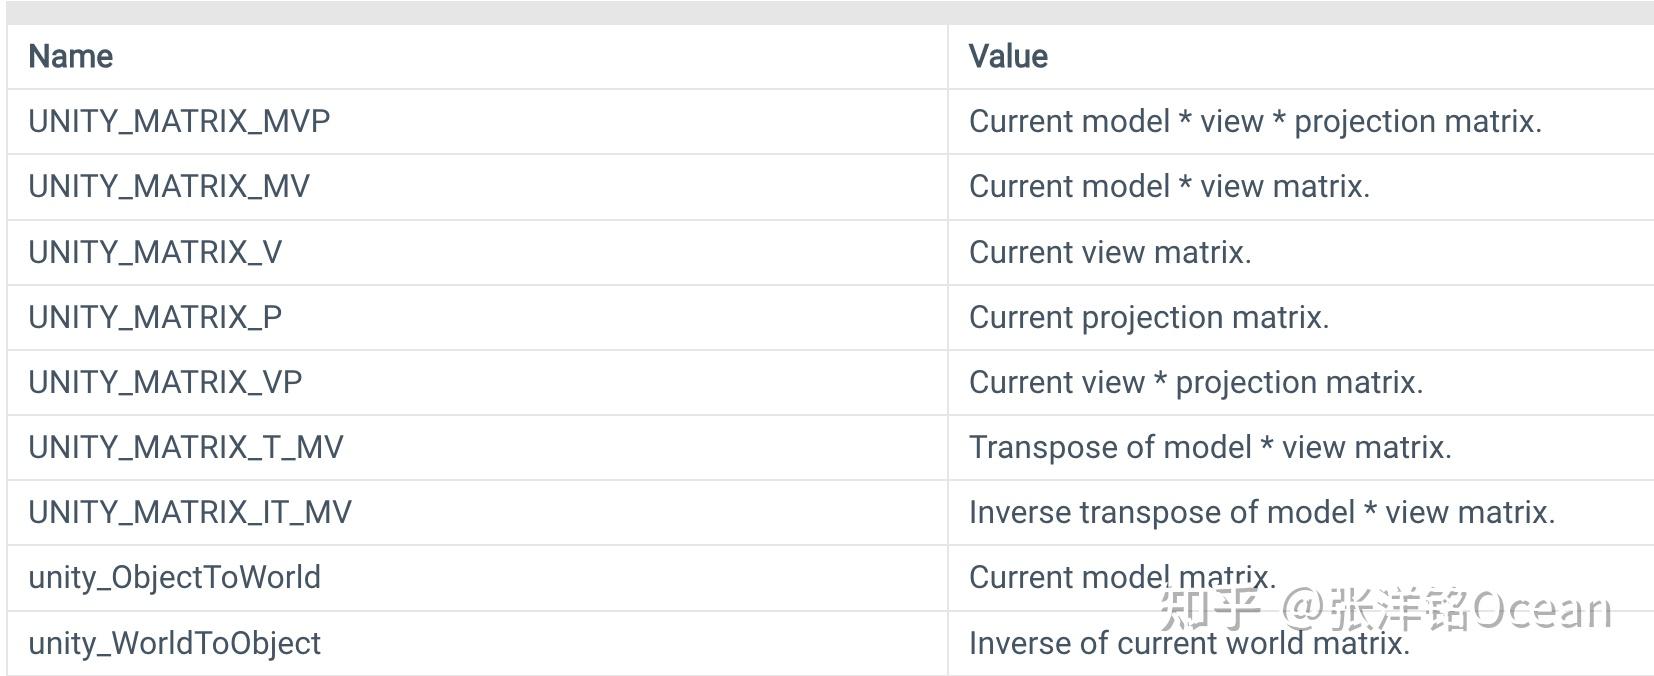 Name Value
UNITY_MATRIX_MVP Current model * view * projection matrix.
UNITY_MATRIX_MV Current model * view matrix.
UNITY_MATRIX_V Current view matrix.
UNITY_MATRIX_P Current projection matrix.
UNITY_MATRIX_VP Current view * projection matrix.
UNITY_MATRIX_T_MV Transpose of model * view matrix.
UNITY_MATRIX_IT_MV Inverse transpose of model * view matrix.
unity_ObjectToWorld Current model matrix.
知乎 @张洋铭Ocean
unity_WorldToObject Inverse of current world matrix.